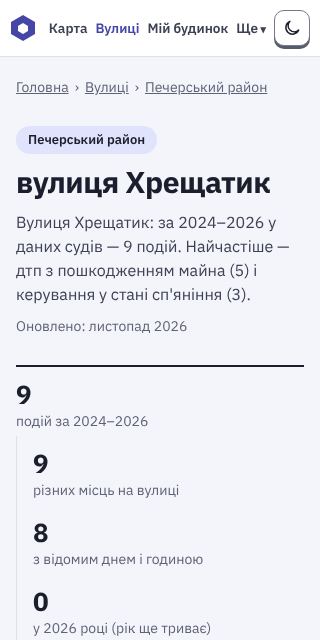 Карта Вулиці Мій будинок Ще ▾
Головна › Вулиці › Печерський район
Печерський район
вулиця Хрещатик
Вулиця Хрещатик: за 2024–2026 у
даних судів — 9 подій. Найчастіше —
дтп з пошкодженням майна (5) і
керування у стані сп'яніння (3).
Оновлено: листопад 2026
9
подій за 2024–2026
9
різних місць на вулиці
8
з відомим днем і годиною
0
у 2026 році (рік ще триває)